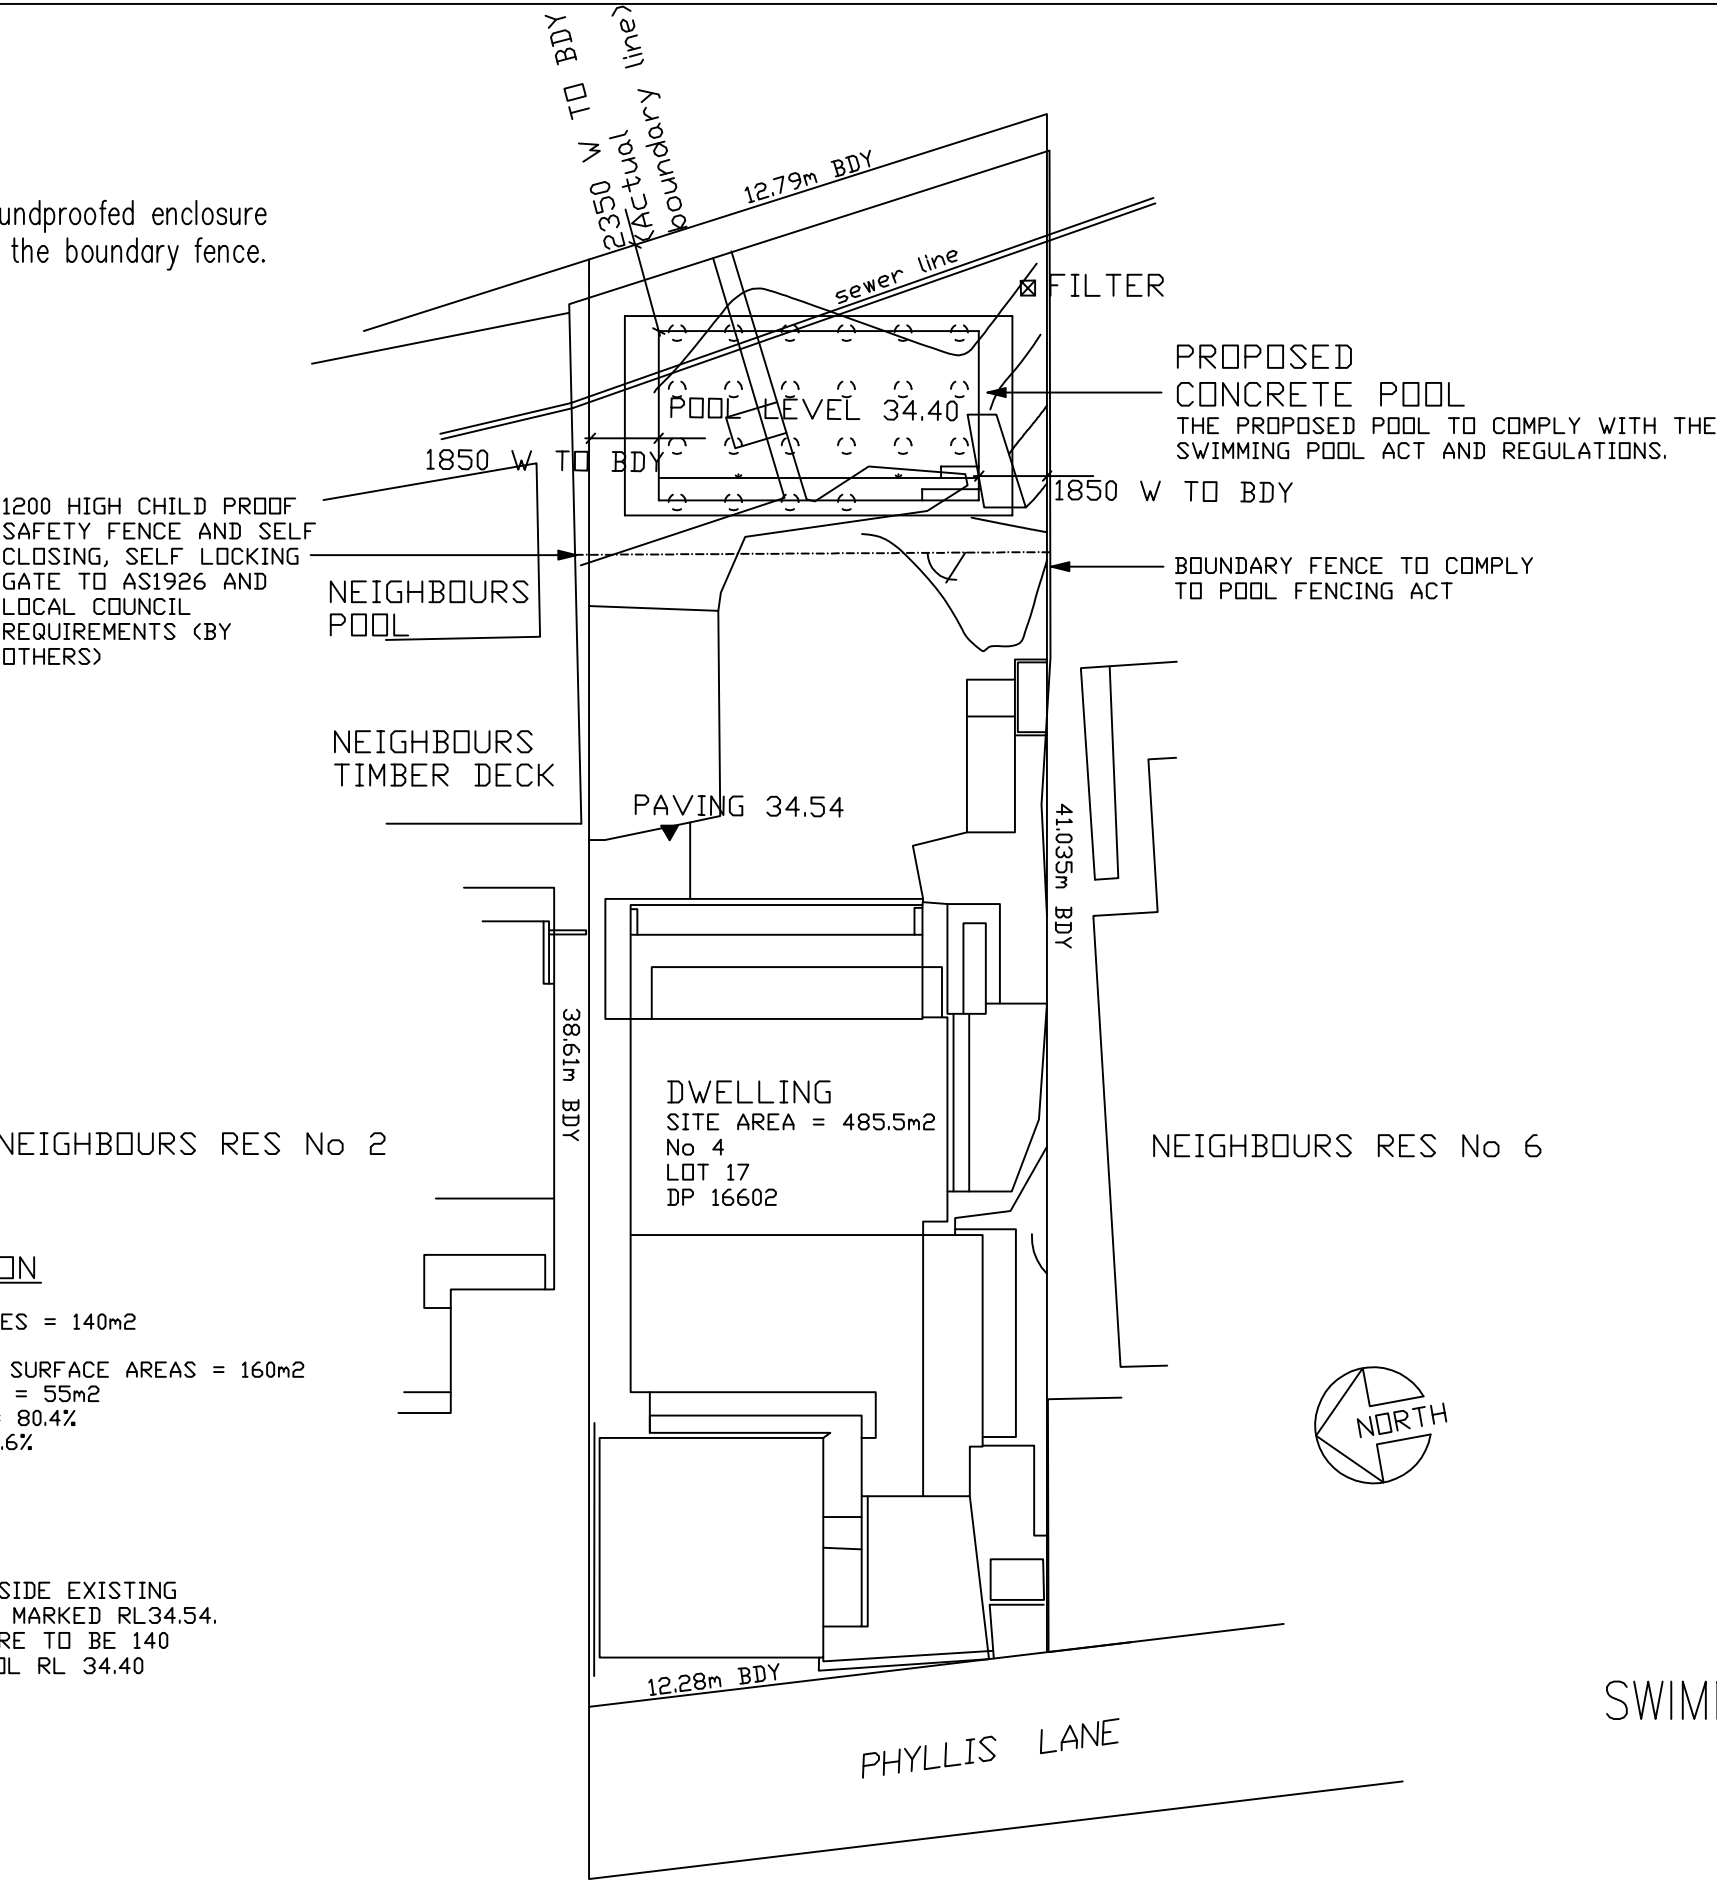 2350 W TO BDY
(Actual
boundary line)
12.79m BDY
undproofed enclosure
the boundary fence.
sewer line
FILTER
PROPOSED
CONCRETE POOL
THE PROPOSED POOL TO COMPLY WITH THE
SWIMMING POOL ACT AND REGULATIONS.
POOL LEVEL 34.40
1850 W TO BDY
1850 W TO BDY
1200 HIGH CHILD PROOF
SAFETY FENCE AND SELF
CLOSING, SELF LOCKING
GATE TO AS1926 AND
LOCAL COUNCIL
REQUIREMENTS (BY
OTHERS)
BOUNDARY FENCE TO COMPLY
TO POOL FENCING ACT
NEIGHBOURS
POOL
NEIGHBOURS
TIMBER DECK
PAVING 34.54
41.035m BDY
38.61m BDY
DWELLING
SITE AREA = 485.5m2
No 4
LOT 17
DP 16602
NEIGHBOURS RES No 2
NEIGHBOURS RES No 6
ON
ES = 140m2
SURFACE AREAS = 160m2
= 55m2
= 80.4%
.6%
NORTH
SIDE EXISTING
MARKED RL34.54.
RE TO BE 140
OL RL 34.40
12.28m BDY
PHYLLIS LANE
SWIM